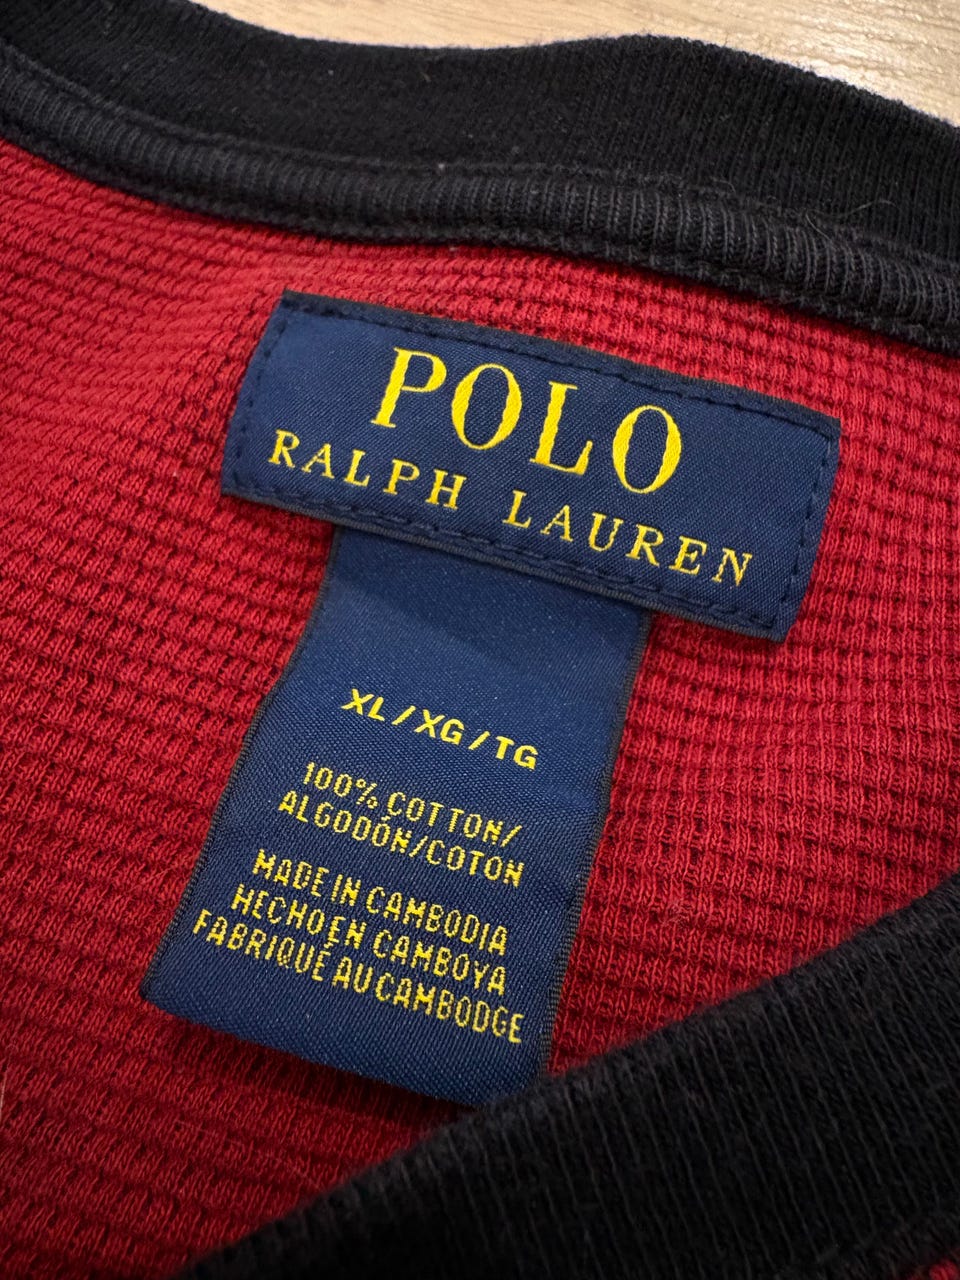 POLO
RALPH LAUREN
XL/XG/TG
100% COTTON/
ALGODÓN/COTON
MADE IN CAMBODIA
HECHO EN CAMBOYA
FABRIQUÉ AU CAMBODGE